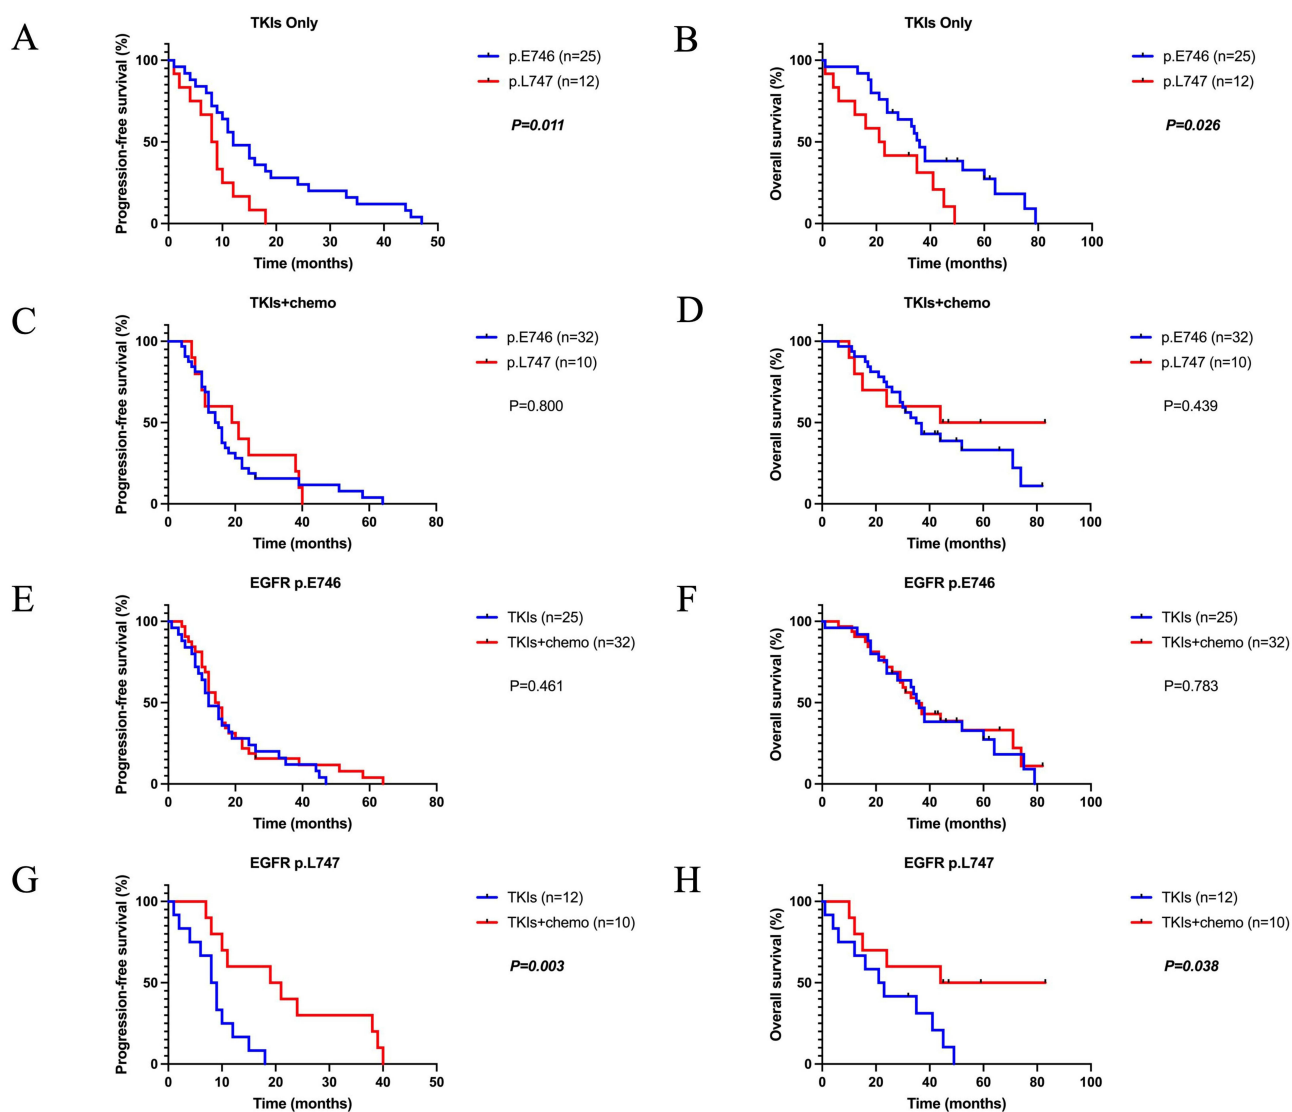 A
TKIs Only
Progression-free survival (%)
100
50
0
0 10 20 30 40 50
Time (months)
p.E746 (n=25)
p.L747 (n=12)
P=0.011
B
TKIs Only
Overall survival (%)
100
50
0
0 20 40 60 80 100
Time (months)
p.E746 (n=25)
p.L747 (n=12)
P=0.026
C
TKIs+chemo
Progression-free survival (%)
100
50
0
0 20 40 60 80
Time (months)
p.E746 (n=32)
p.L747 (n=10)
P=0.800
D
TKIs+chemo
Overall survival (%)
100
50
0
0 20 40 60 80 100
Time (months)
p.E746 (n=32)
p.L747 (n=10)
P=0.439
E
EGFR p.E746
Progression-free survival (%)
100
50
0
0 20 40 60 80
Time (months)
TKIs (n=25)
TKIs+chemo (n=32)
P=0.461
F
EGFR p.E746
Overall survival (%)
100
50
0
0 20 40 60 80 100
Time (months)
TKIs (n=25)
TKIs+chemo (n=32)
P=0.783
G
EGFR p.L747
Progression-free survival (%)
100
50
0
0 10 20 30 40 50
Time (months)
TKIs (n=12)
TKIs+chemo (n=10)
P=0.003
H
EGFR p.L747
Overall survival (%)
100
50
0
0 20 40 60 80 100
Time (months)
TKIs (n=12)
TKIs+chemo (n=10)
P=0.038